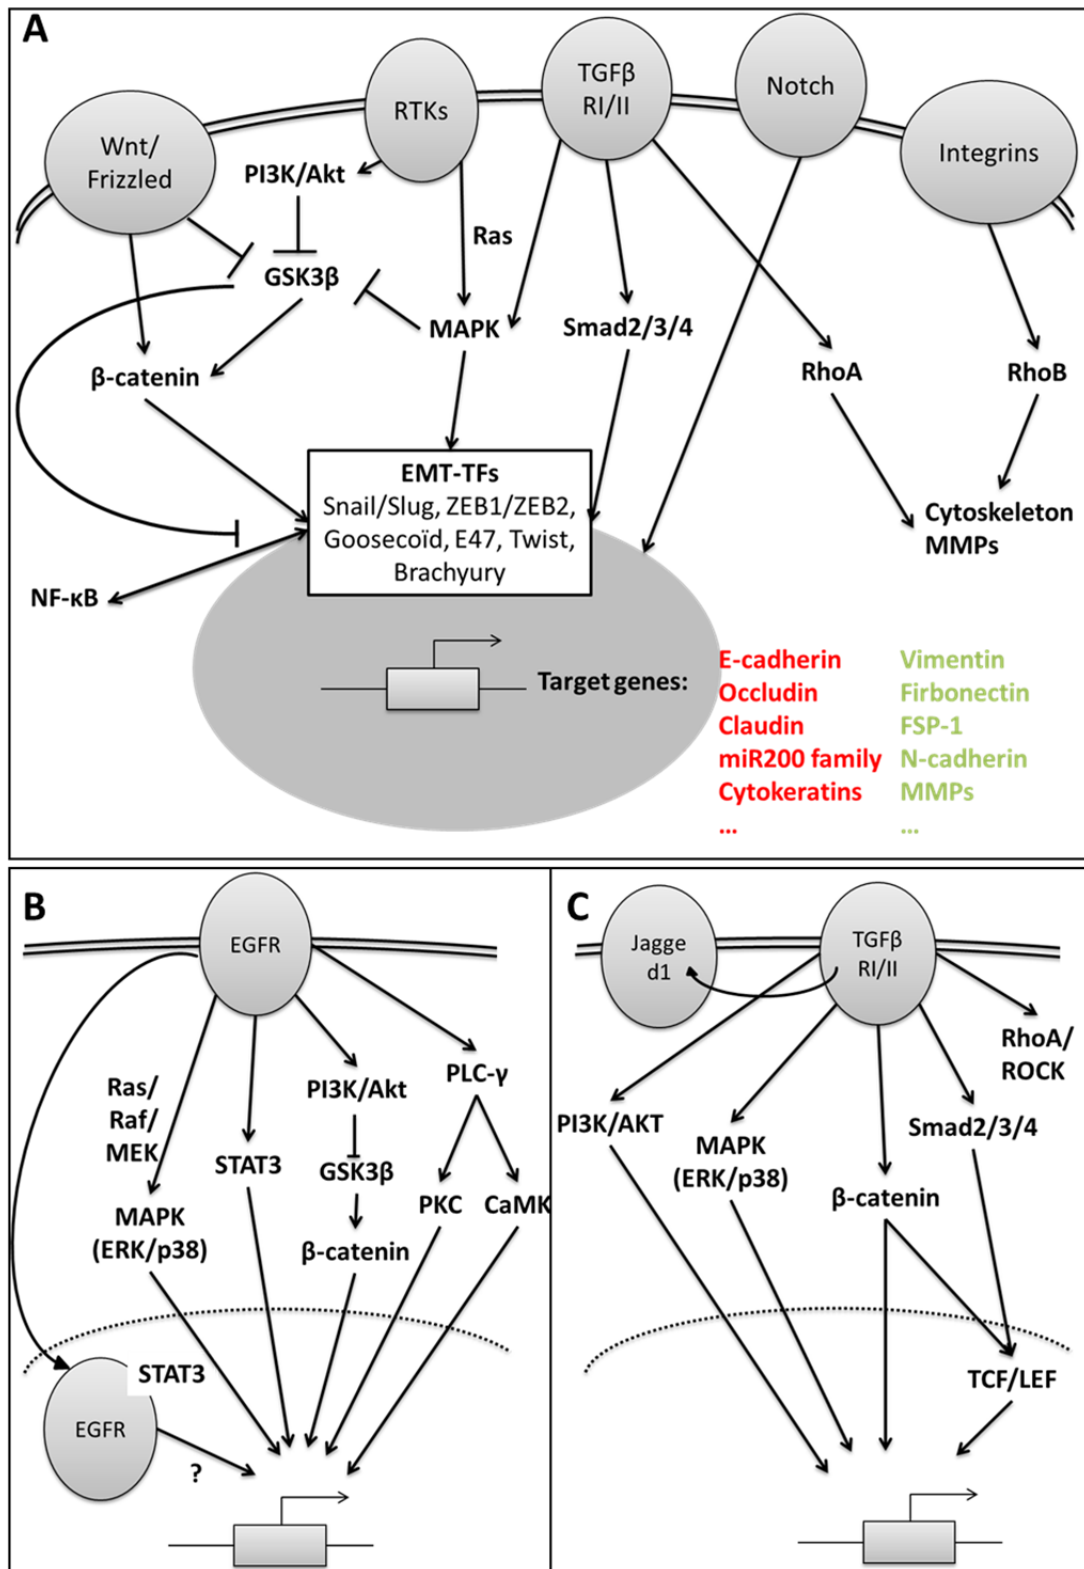 A
Wnt/
Frizzled
RTKs
TGFβ
RI/II
Notch
Integrins
PI3K/Akt
Ras
GSK3β
MAPK
Smad2/3/4
β-catenin
RhoA
RhoB
EMT-TFs
Snail/Slug, ZEB1/ZEB2,
Goosecoïd, E47, Twist,
Brachyury
Cytoskeleton
MMPs
NF-κB
Target genes:
E-cadherin
Occludin
Claudin
miR200 family
Cytokeratins
...
Vimentin
Firbonectin
FSP-1
N-cadherin
MMPs
...
B
EGFR
Ras/
Raf/
MEK
MAPK
(ERK/p38)
STAT3
PI3K/Akt
GSK3β
β-catenin
PLC-γ
PKC
CaMK
STAT3
EGFR
?
C
Jagge
d1
TGFβ
RI/II
RhoA/
ROCK
PI3K/AKT
MAPK
(ERK/p38)
Smad2/3/4
β-catenin
TCF/LEF